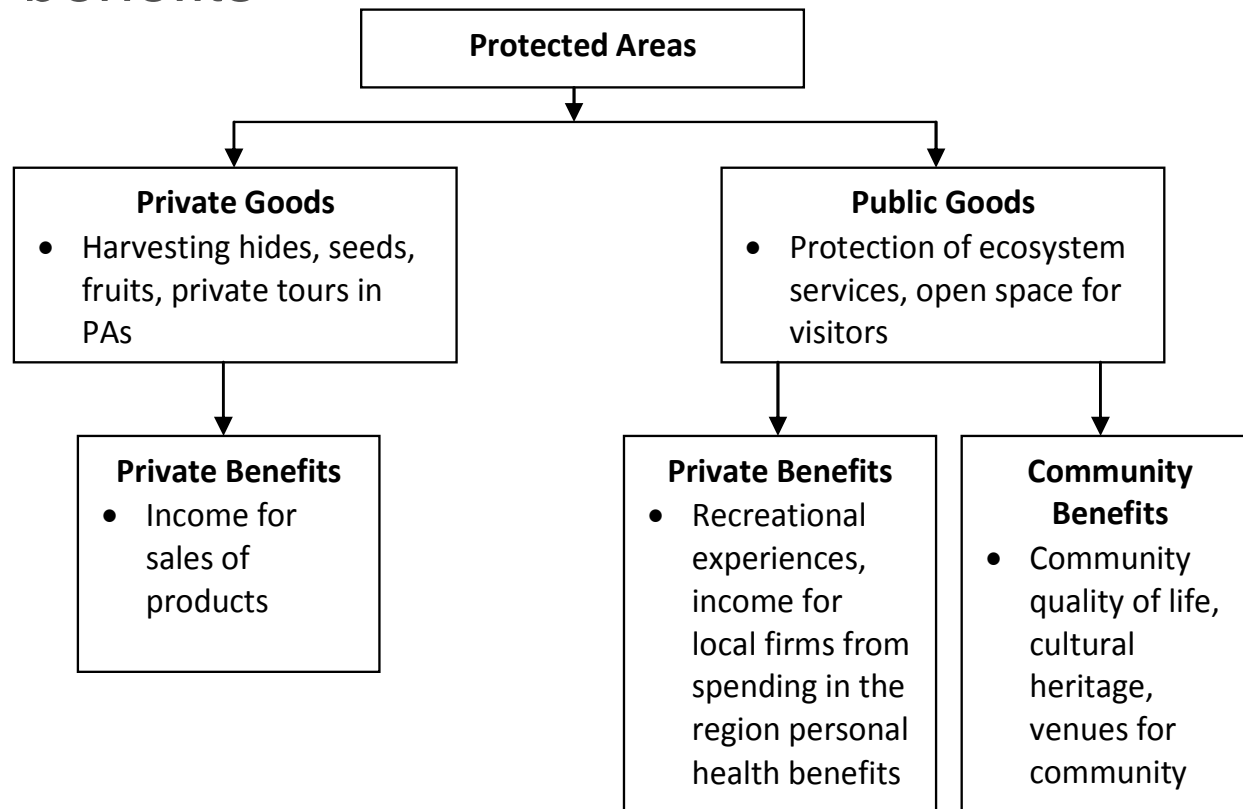 benefits
Protected Areas
Private Goods
• Harvesting hides, seeds,
fruits, private tours in
PAs
Public Goods
• Protection of ecosystem
services, open space for
visitors
Private Benefits
• Income for
sales of
products
Private Benefits
• Recreational
experiences,
income for
local firms from
spending in the
region personal
health benefits
Community
Benefits
• Community
quality of life,
cultural
heritage,
venues for
community